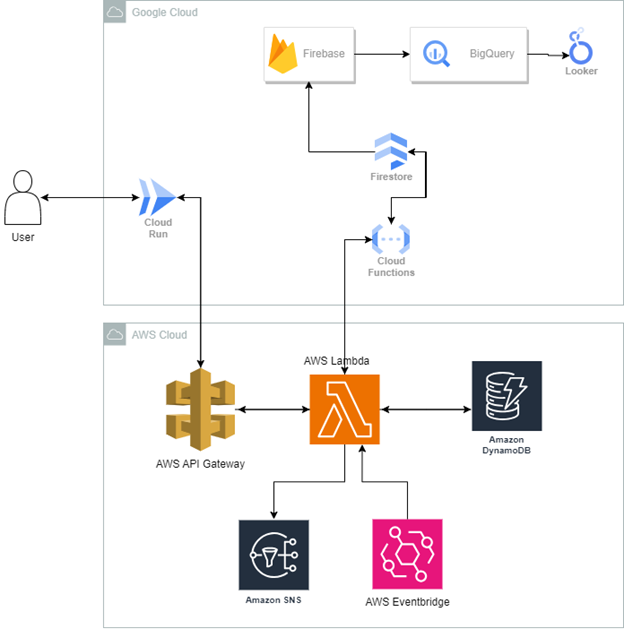 Google Cloud
Firebase
BigQuery
Looker
Firestore
User
Cloud
Run
Cloud
Functions
AWS Cloud
AWS Lambda
AWS API Gateway
Amazon
DynamoDB
Amazon SNS
AWS Eventbridge